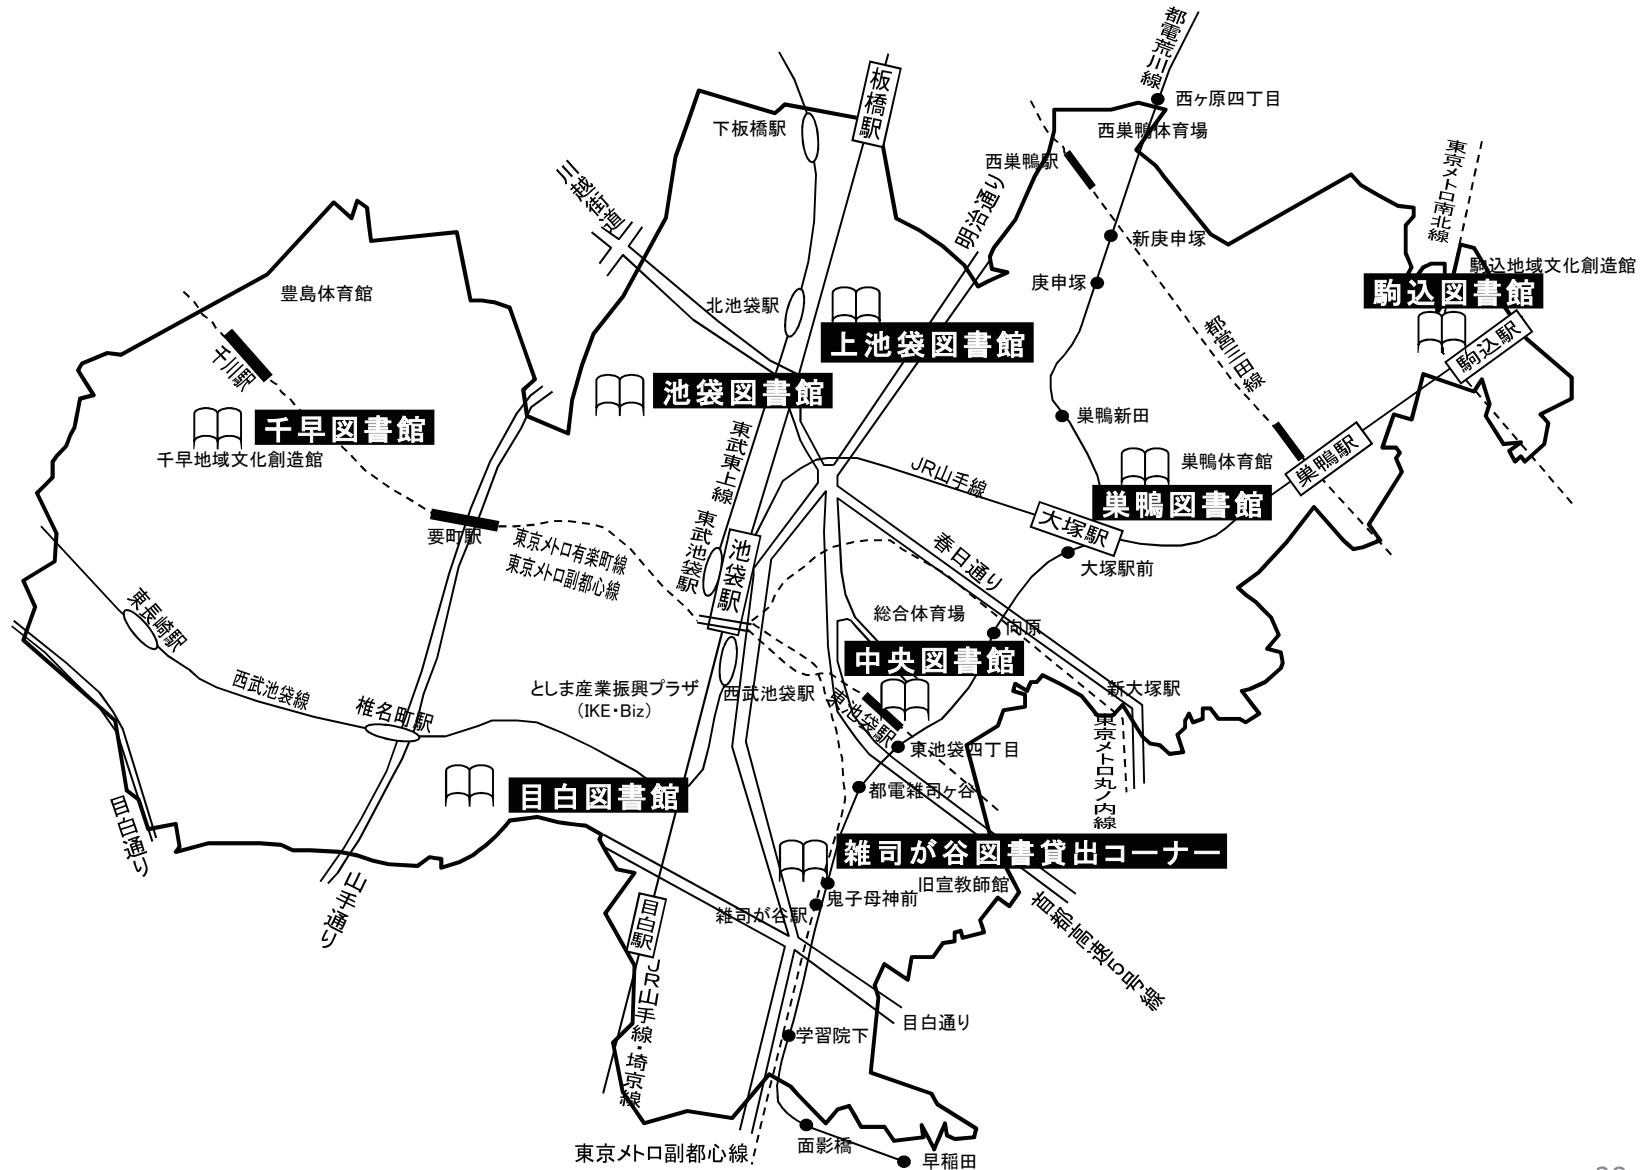 都電荒川線
西ヶ原四丁目
板橋駅
下板橋駅
西巣鴨体育場
西巣鴨駅
東京メトロ南北線
川越街道
明治通り
新庚申塚
駒込地域文化創造館
駒込図書館
豊島体育館
庚申塚
北池袋駅
上池袋図書館
都営三田線
駒込駅
千川駅
池袋図書館
千早図書館
巣鴨新田
千早地域文化創造館
東武東上線
JR山手線
巣鴨体育館
巣鴨駅
巣鴨図書館
大塚駅
要町駅
東京メトロ有楽町線
東京メトロ副都心線
東武池袋駅
池袋駅
春日通り
大塚駅前
東長崎駅
総合体育場
向原
中央図書館
西武池袋線
としま産業振興プラザ
（IKE・Biz）
西武池袋駅
新大塚駅
椎名町駅
東池袋駅
東池袋四丁目
東京メトロ丸ノ内線
目白図書館
都電雑司ヶ谷
目白通り
雑司が谷図書貸出コーナー
山手通り
旧宣教師館
鬼子母神前
雑司が谷駅
目白駅
首都高速5号線
JR山手線・埼京線
目白通り
学習院下
面影橋
東京メトロ副都心線
早稲田